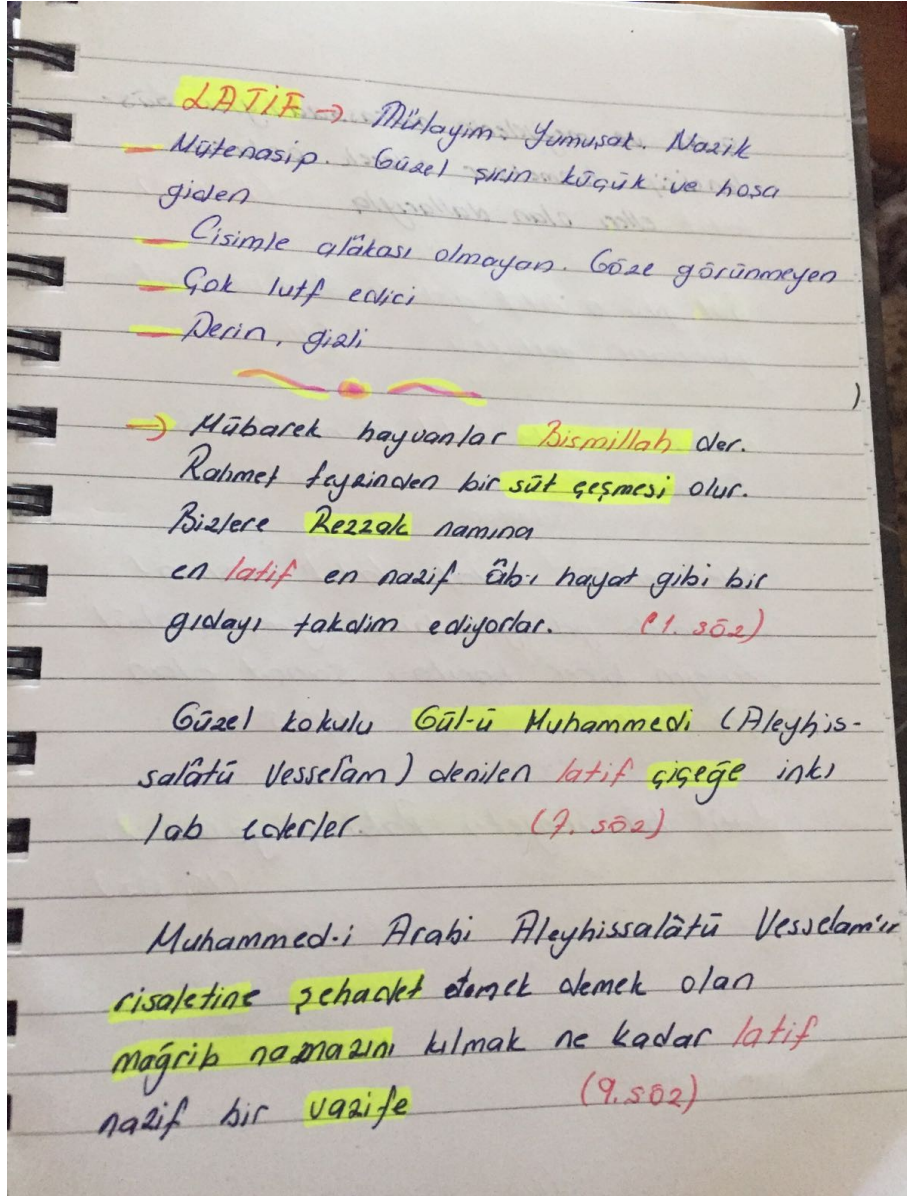 LATİF → Mülayim Yumuşak. Nazik
— Mütenasip. Güzel şirin küçük ve hoşa
giden
— Cisimle alâkası olmayan. Göze görünmeyen
— Çok lutf edici
— Derin, gizli
→ Mübarek hayvanlar Bismillah der.
Rahmet feyzinden bir süt çeşmesi olur.
Bizlere Rezzak namına
en latif en nazif âb-ı hayat gibi bir
gıdayı takdim ediyorlar. (1. söz)
Güzel kokulu Gül-ü Muhammedi (Aleyhis-
salâtü Vesselam) denilen latif çiçeğe inkı
lab ederler. (7. söz)
Muhammed-i Arabi Aleyhissalâtü Vesselam'ın
risaletine şehadet etmek demek olan
mağrib namazını kılmak ne kadar latif
nazif bir vazife (9. söz)